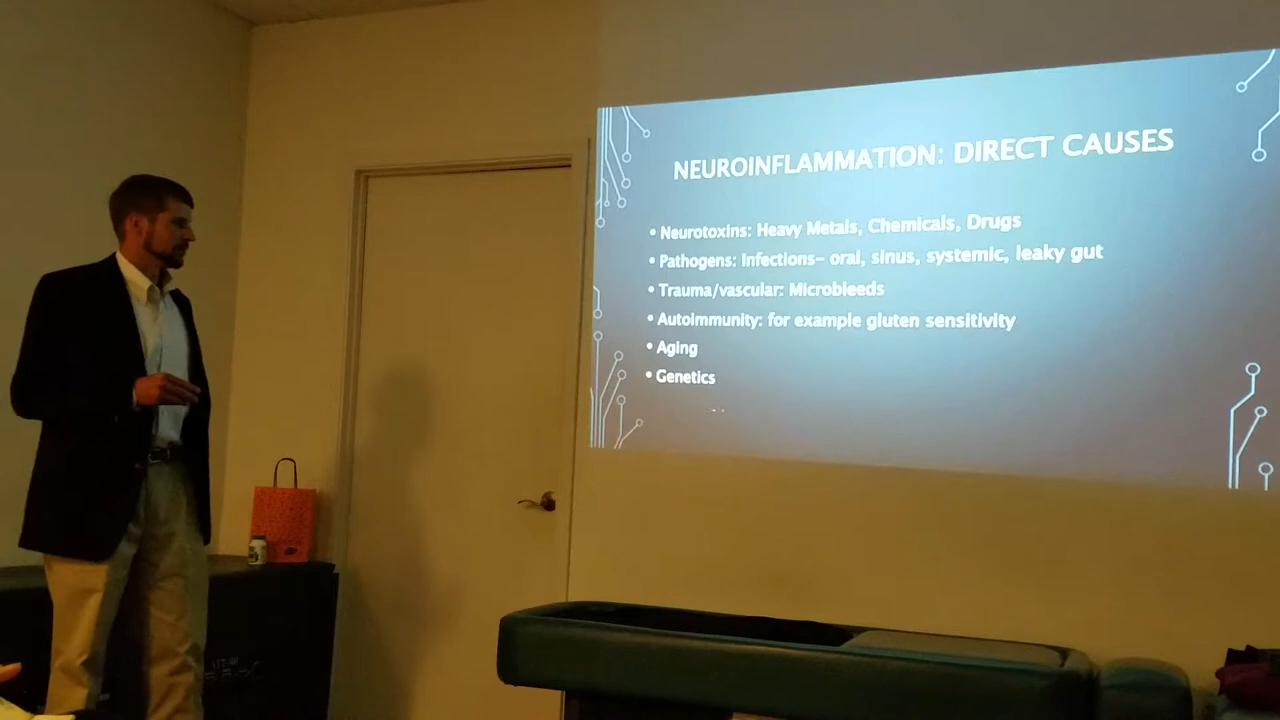 NEUROINFLAMMATION: DIRECT CAUSES
• Neurotoxins: Heavy Metals, Chemicals, Drugs
• Pathogens: Infections- oral, sinus, systemic, leaky gut
• Trauma/vascular: Microbleeds
• Autoimmunity: for example gluten sensitivity
• Aging
• Genetics